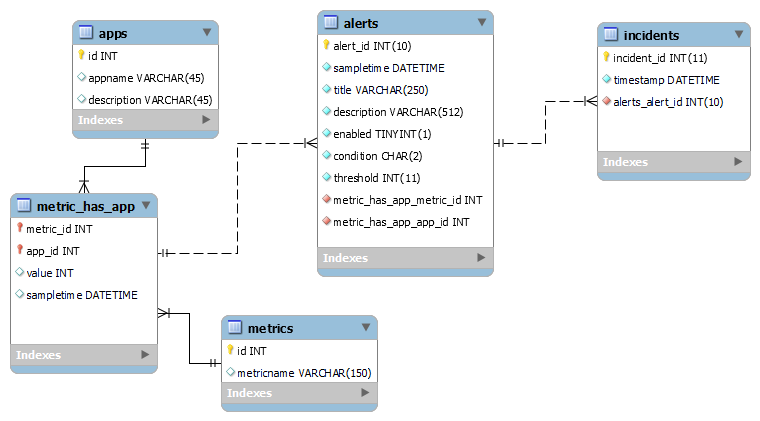 apps
id INT
appname VARCHAR(45)
description VARCHAR(45)
Indexes
alerts
alert_id INT(10)
sampletime DATETIME
title VARCHAR(250)
description VARCHAR(512)
enabled TINYINT(1)
condition CHAR(2)
threshold INT(11)
metric_has_app_metric_id INT
metric_has_app_app_id INT
Indexes
incidents
incident_id INT(11)
timestamp DATETIME
alerts_alert_id INT(10)
Indexes
metric_has_app
metric_id INT
app_id INT
value INT
sampletime DATETIME
Indexes
metrics
id INT
metricname VARCHAR(150)
Indexes